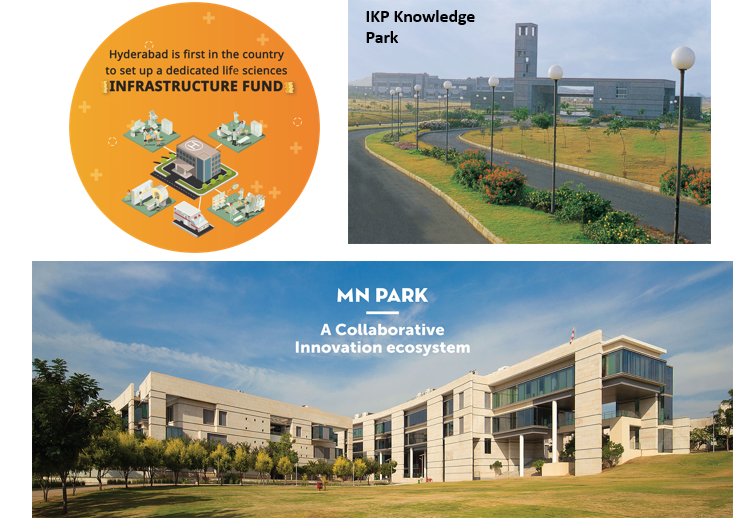 Hyderabad is first in the country
to set up a dedicated life sciences
INFRASTRUCTURE FUND
IKP Knowledge
Park
MN PARK
A Collaborative
Innovation ecosystem